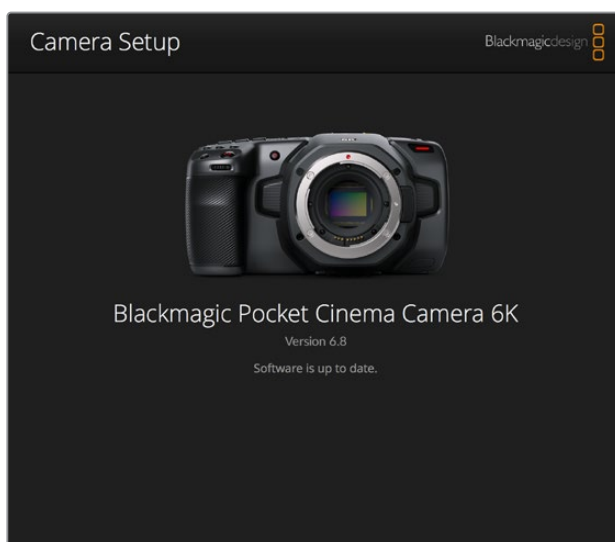 Camera Setup
Blackmagicdesign
Blackmagic Pocket Cinema Camera 6K
Version 6.8
Software is up to date.